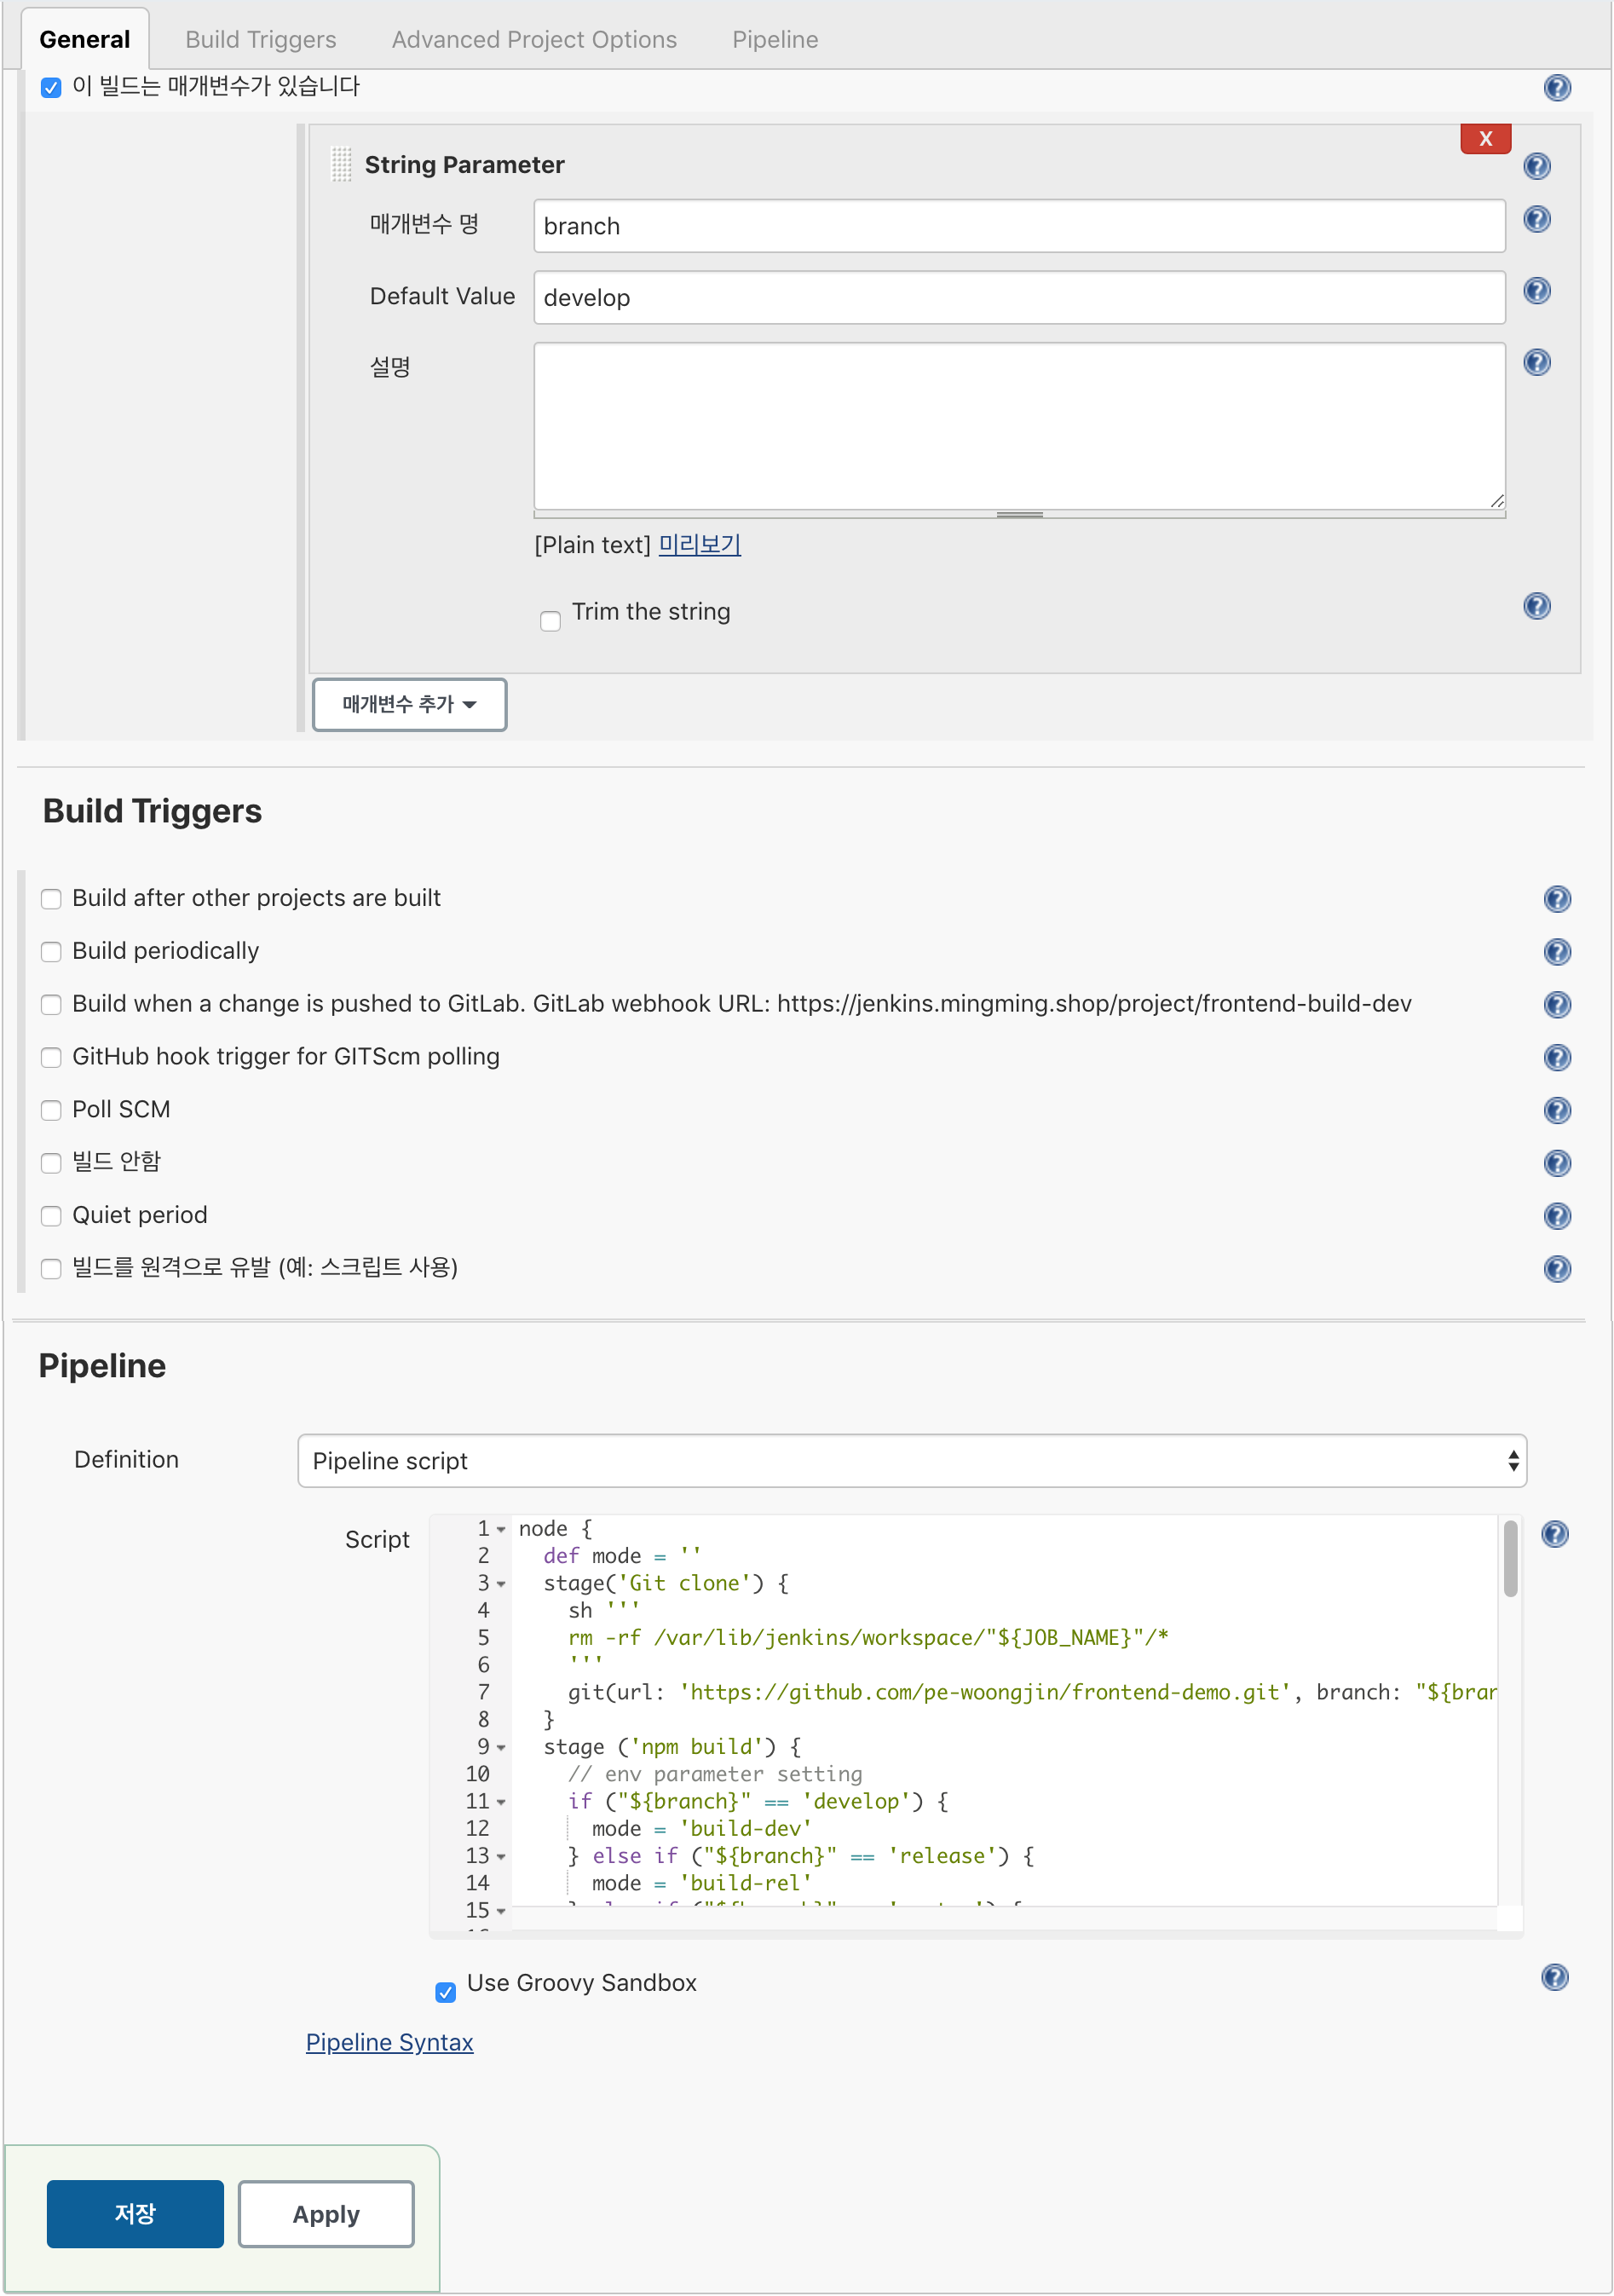 General Build Triggers Advanced Project Options Pipeline
이 빌드는 매개변수가 있습니다
X
String Parameter
매개변수 명 branch
Default Value develop
설명
[Plain text] 미리보기
Trim the string
매개변수 추가
Build Triggers
Build after other projects are built
Build periodically
Build when a change is pushed to GitLab. GitLab webhook URL: https://jenkins.mingming.shop/project/frontend-build-dev
GitHub hook trigger for GITScm polling
Poll SCM
빌드 안함
Quiet period
빌드를 원격으로 유발 (예: 스크립트 사용)
Pipeline
Definition Pipeline script
Script
1 node {
2 def mode = ''
3 stage('Git clone') {
4 sh '''
5 rm -rf /var/lib/jenkins/workspace/"${JOB_NAME}"/*
6 '''
7 git(url: 'https://github.com/pe-woongjin/frontend-demo.git', branch: "${bran
8 }
9 stage ('npm build') {
10 // env parameter setting
11 if ("${branch}" == 'develop') {
12 mode = 'build-dev'
13 } else if ("${branch}" == 'release') {
14 mode = 'build-rel'
15
Use Groovy Sandbox
Pipeline Syntax
저장 Apply